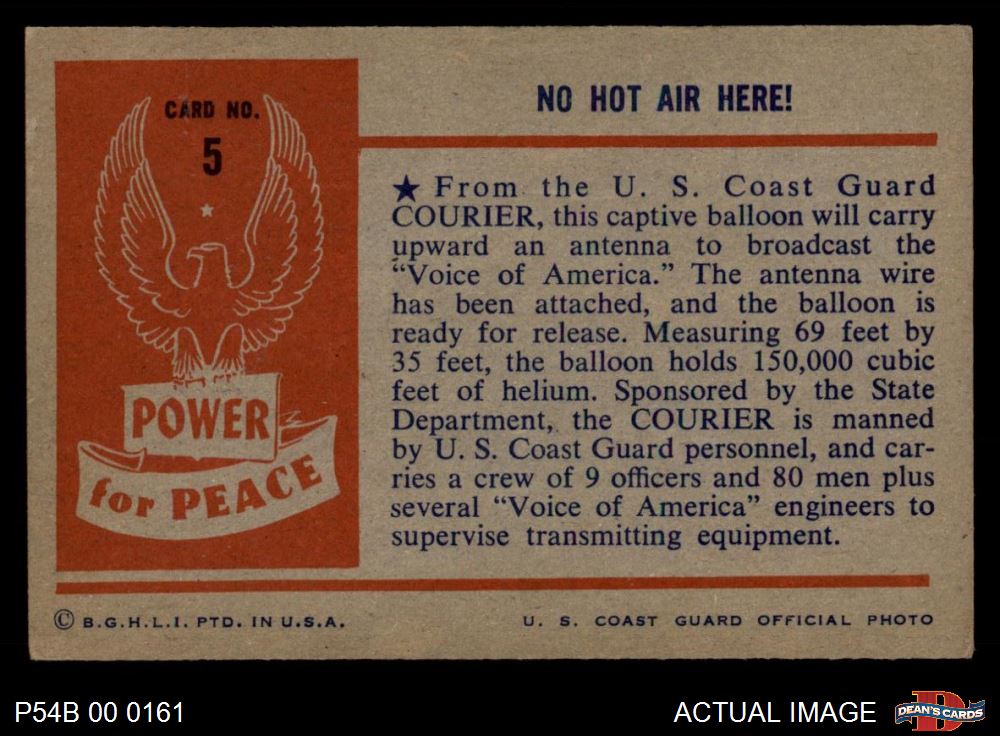 CARD NO.
5
POWER
for PEACE
NO HOT AIR HERE!
★ From the U. S. Coast Guard
COURIER, this captive balloon will carry
upward an antenna to broadcast the
“Voice of America.” The antenna wire
has been attached, and the balloon is
ready for release. Measuring 69 feet by
35 feet, the balloon holds 150,000 cubic
feet of helium. Sponsored by the State
Department, the COURIER is manned
by U. S. Coast Guard personnel, and car-
ries a crew of 9 officers and 80 men plus
several “Voice of America” engineers to
supervise transmitting equipment.
© B.G.H.L.I. PTD. IN U.S.A.
U. S. COAST GUARD OFFICIAL PHOTO
P54B 00 0161
ACTUAL IMAGE
D
DEAN'S CARDS